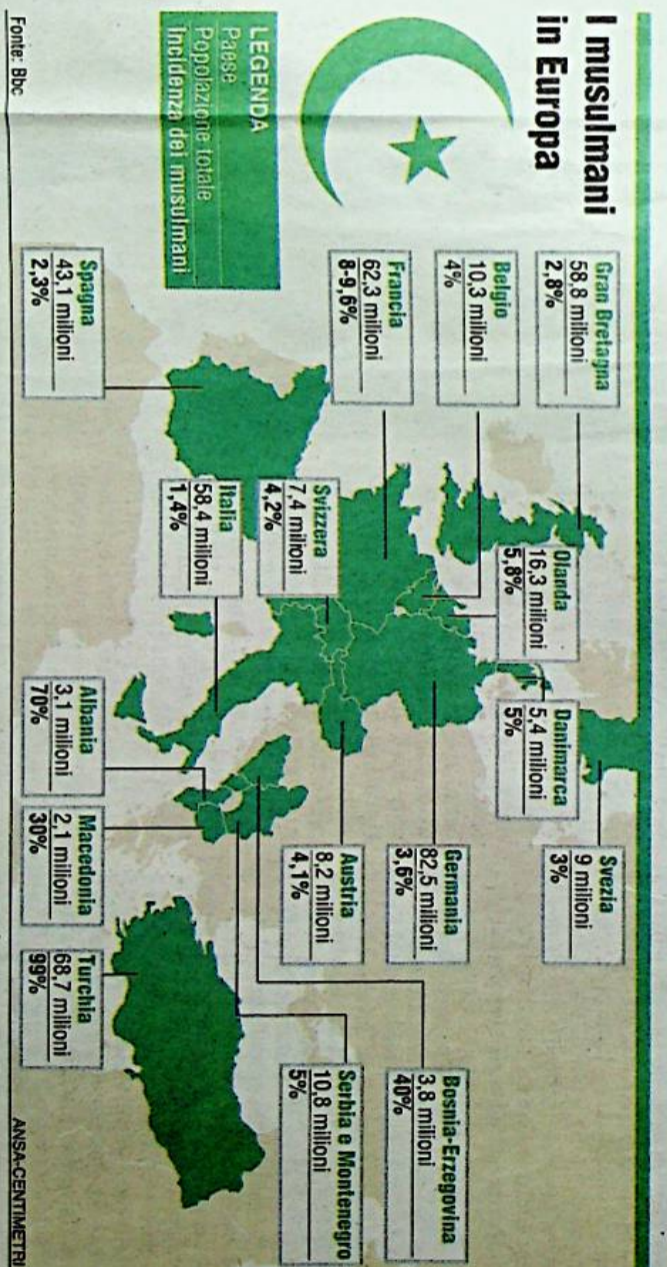 I musulmani
in Europa
LEGENDA
Paese
Popolazione totale
Incidenza dei musulmani
Gran Bretagna
58,8 milioni
2,8%
Belgio
10,3 milioni
4%
Francia
62,3 milioni
8-9,6%
Spagna
43,1 milioni
2,3%
Olanda
16,3 milioni
5,8%
Svizzera
7,4 milioni
4,2%
Italia
58,4 milioni
1,4%
Danimarca
5,4 milioni
5%
Svezia
9 milioni
3%
Germania
82,5 milioni
3,6%
Austria
8,2 milioni
4,1%
Albania
3,1 milioni
70%
Macedonia
2,1 milioni
30%
Turchia
68,7 milioni
99%
Bosnia-Erzegovina
3,8 milioni
40%
Serbia e Montenegro
10,8 milioni
5%
Fonte: Bbc
ANSA-CENTIMETRI